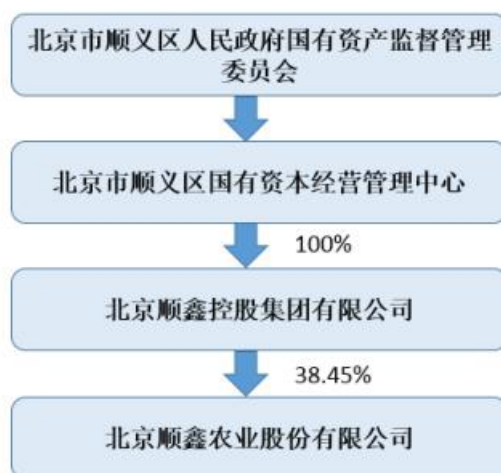 北京市顺义区人民政府国有资产监督管理
委员会
北京市顺义区国有资本经营管理中心
100%
北京顺鑫控股集团有限公司
38.45%
北京顺鑫农业股份有限公司